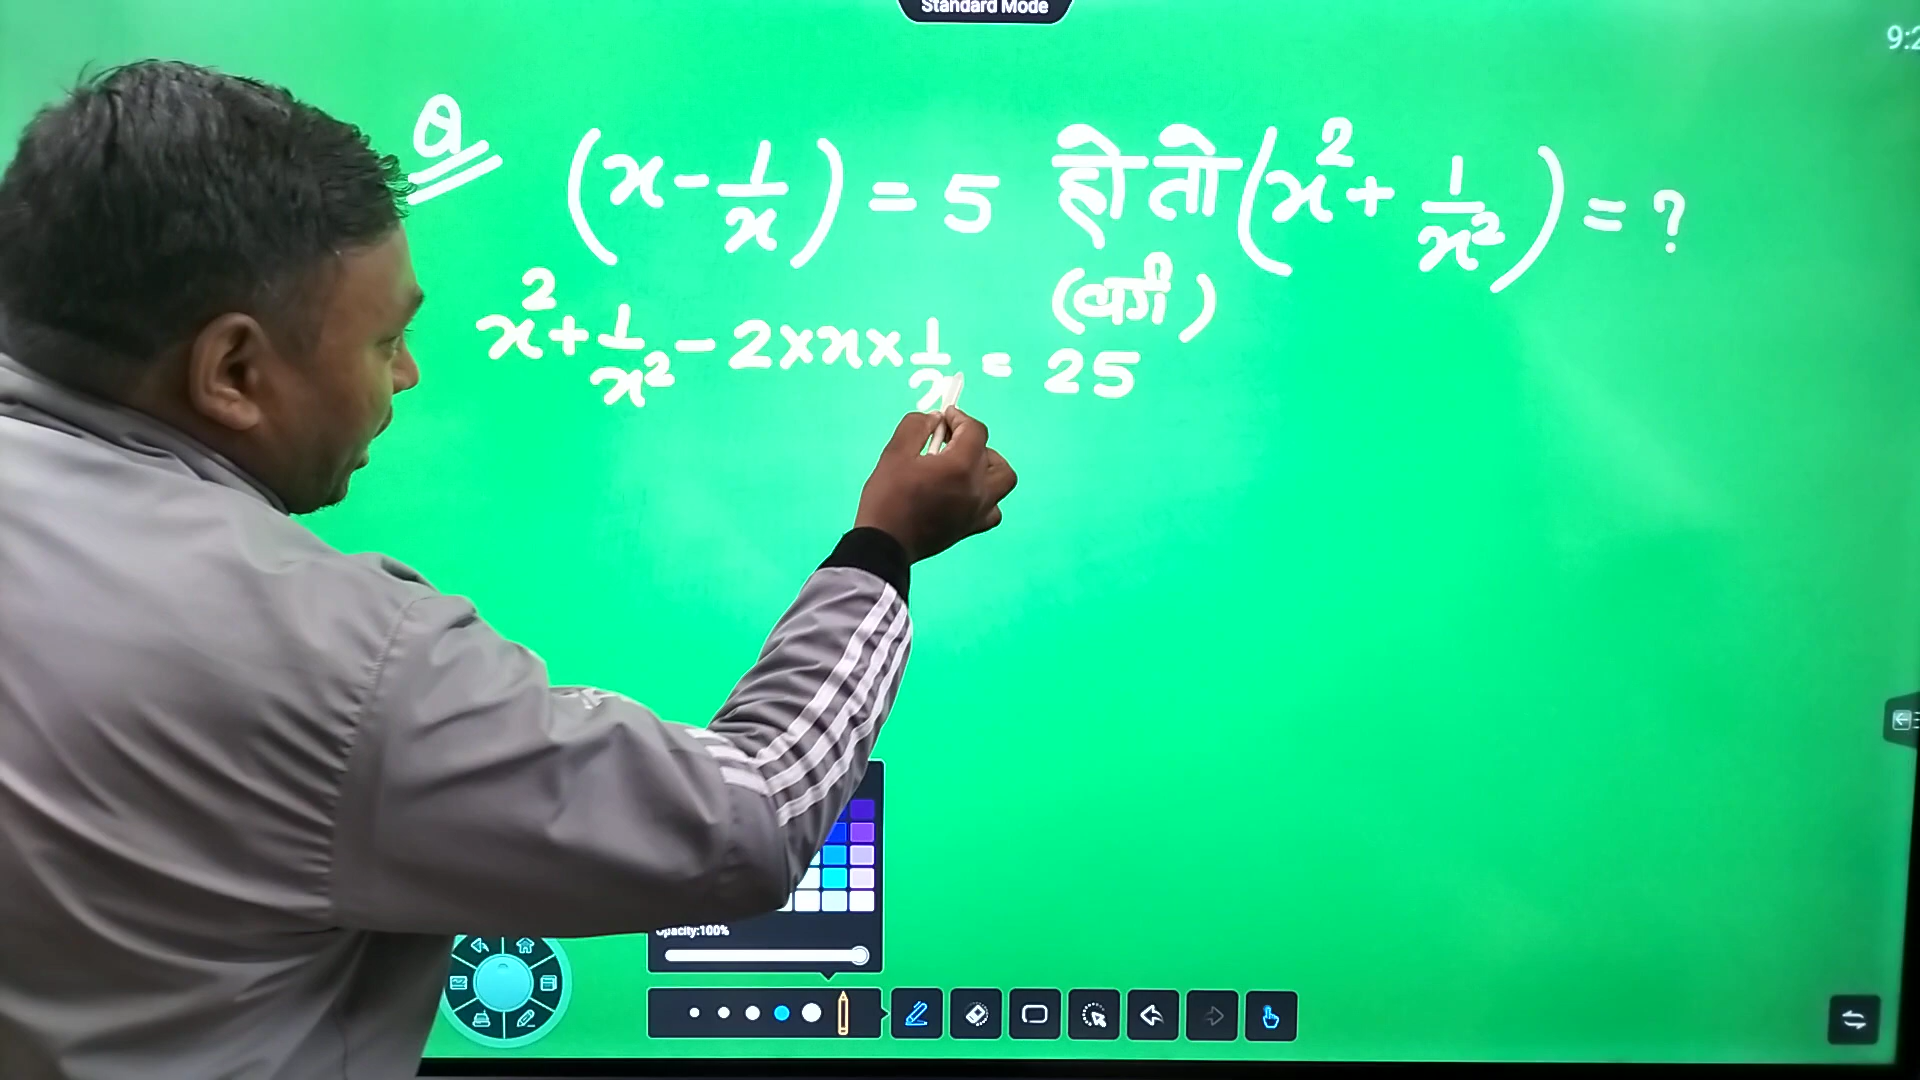 Standard Mode
9:2
Q (x - 1/x) = 5 हो तो (x² + 1/x²) = ?
(वर्ग)
x² + 1/x² - 2 × x × 1/x = 25
Opacity:100%